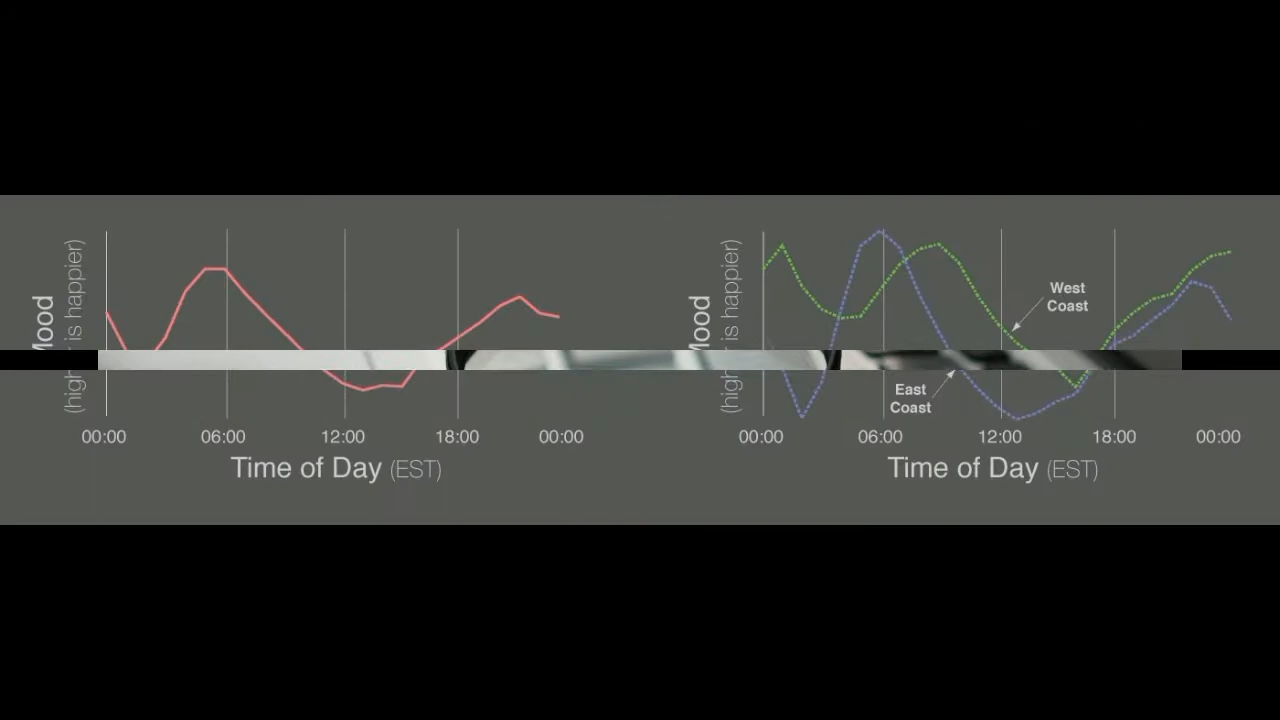 Mood
(higher is happier)
00:00 06:00 12:00 18:00 00:00
Time of Day (EST)
Mood
(higher is happier)
West
Coast
East
Coast
00:00 06:00 12:00 18:00 00:00
Time of Day (EST)